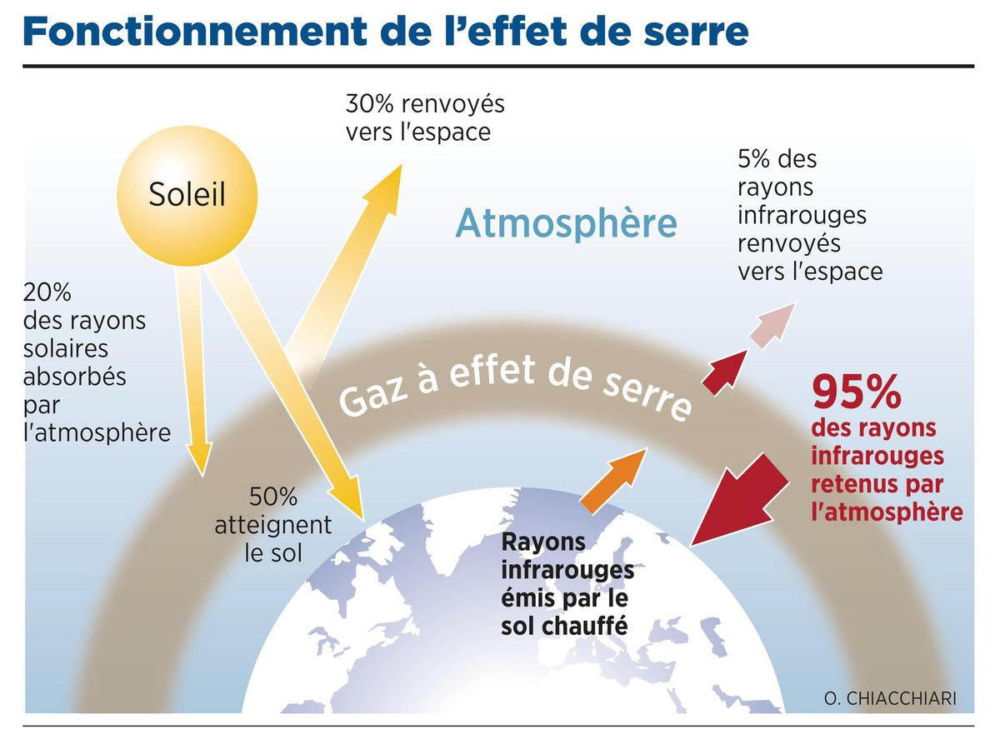 Fonctionnement de l’effet de serre
30% renvoyés
vers l'espace
Soleil
Atmosphère
5% des
rayons
infrarouges
renvoyés
vers l'espace
20%
des rayons
solaires
absorbés
par
l'atmosphère
Gaz à effet de serre
95%
des rayons
infrarouges
retenus par
l'atmosphère
50%
atteignent
le sol
Rayons
infrarouges
émis par le
sol chauffé
O. CHIACCHIARI